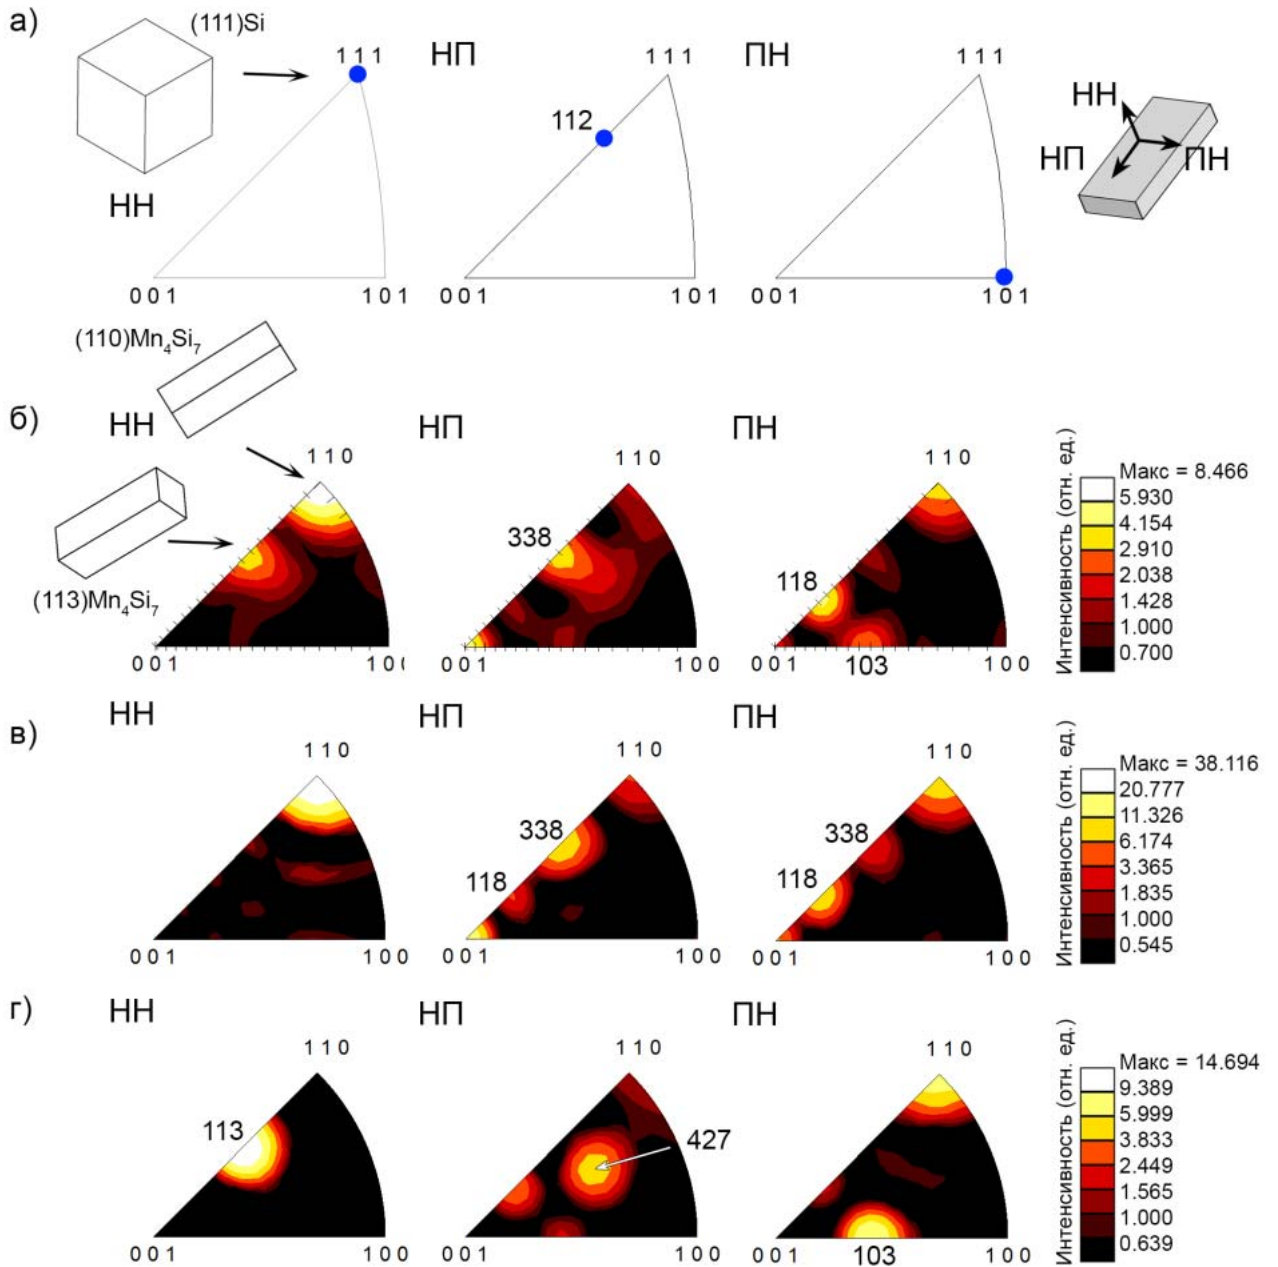 а)
(111)Si
НН
1 1 1
0 0 1
1 0 1
НП
1 1 1
112
0 0 1
1 0 1
ПН
1 1 1
0 0 1
1 0 1
НН
НП
ПН
б)
(110)Mn₄Si₇
НН
1 1 0
(113)Mn₄Si₇
0 0 1
1 0
НП
1 1 0
338
0 0 1
1 0 0
ПН
1 1 0
118
0 0 1
103
1 0 0
Интенсивность (отн. ед.)
Макс = 8.466
5.930
4.154
2.910
2.038
1.428
1.000
0.700
в)
НН
1 1 0
0 0 1
1 0 0
НП
1 1 0
338
118
0 0 1
1 0 0
ПН
1 1 0
338
118
0 0 1
1 0 0
Интенсивность (отн. ед.)
Макс = 38.116
20.777
11.326
6.174
3.365
1.835
1.000
0.545
г)
НН
1 1 0
113
0 0 1
1 0 0
НП
1 1 0
427
0 0 1
1 0 0
ПН
1 1 0
0 0 1
103
1 0 0
Интенсивность (отн. ед.)
Макс = 14.694
9.389
5.999
3.833
2.449
1.565
1.000
0.639